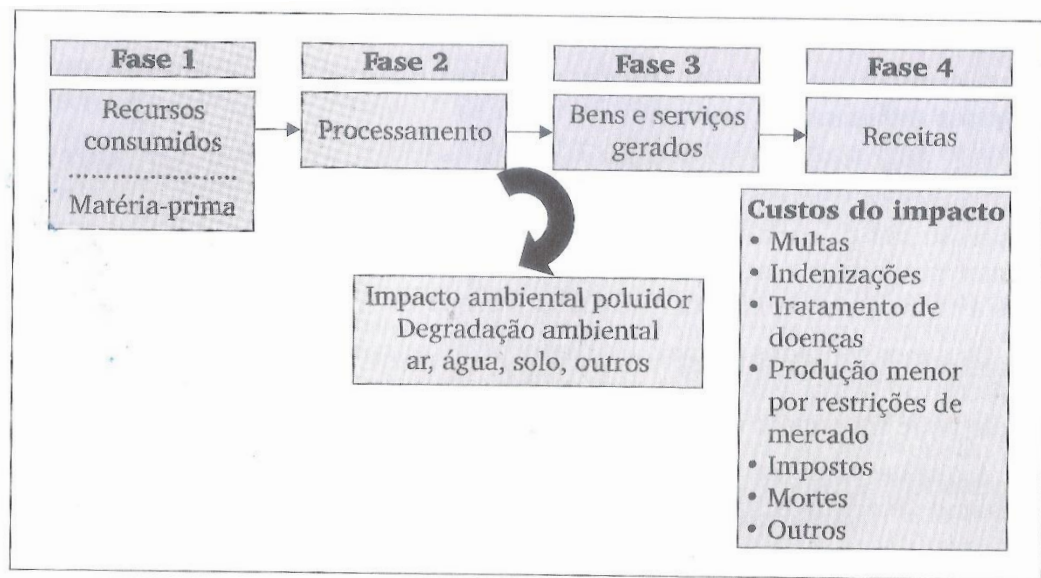 Fase 1
Recursos
consumidos
........................
Matéria-prima
Fase 2
Processamento
Fase 3
Bens e serviços
gerados
Fase 4
Receitas
Impacto ambiental poluidor
Degradação ambiental
ar, água, solo, outros
Custos do impacto
• Multas
• Indenizações
• Tratamento de
doenças
• Produção menor
por restrições de
mercado
• Impostos
• Mortes
• Outros